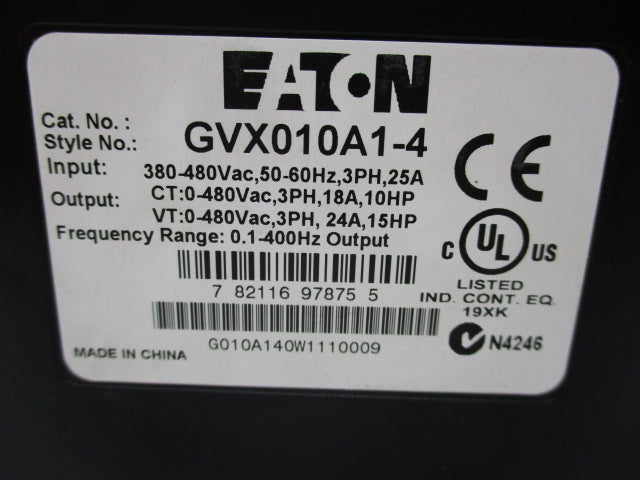 EATON
Cat. No. :
Style No.: GVX010A1-4
Input: 380-480Vac,50-60Hz,3PH,25A
Output: CT:0-480Vac,3PH,18A,10HP
VT:0-480Vac,3PH, 24A,15HP
Frequency Range: 0.1-400Hz Output
CE
C UL US
LISTED
IND. CONT. EQ.
19XK
7 82116 97875 5
N4246
G010A140W1110009
MADE IN CHINA